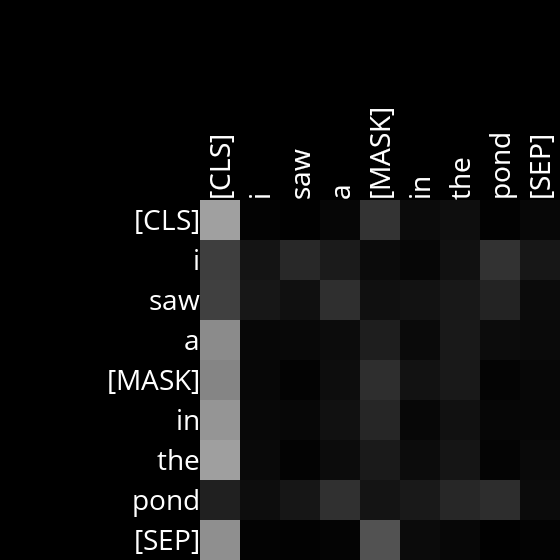 [CLS] i saw a [MASK] in the pond [SEP]
[CLS]
i
saw
a
[MASK]
in
the
pond
[SEP]